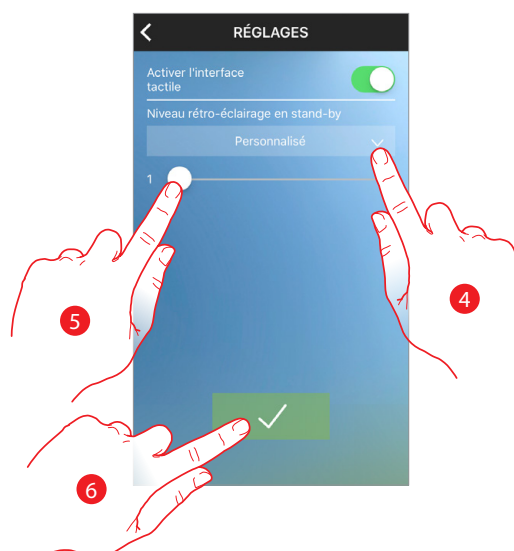 RÉGLAGES
Activer l'interface
tactile
Niveau rétro-éclairage en stand-by
Personnalisé
1
4
5
6